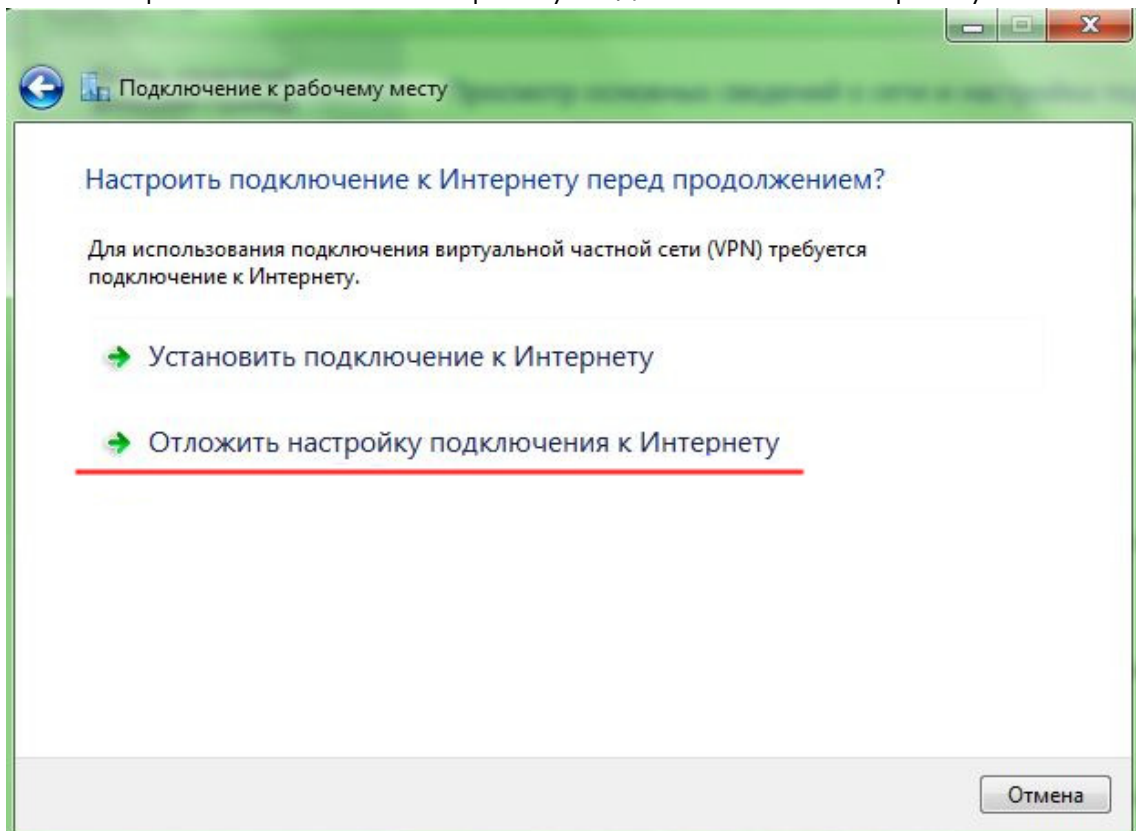 Подключение к рабочему месту
Настроить подключение к Интернету перед продолжением?
Для использования подключения виртуальной частной сети (VPN) требуется
подключение к Интернету.
Установить подключение к Интернету
Отложить настройку подключения к Интернету
Отмена